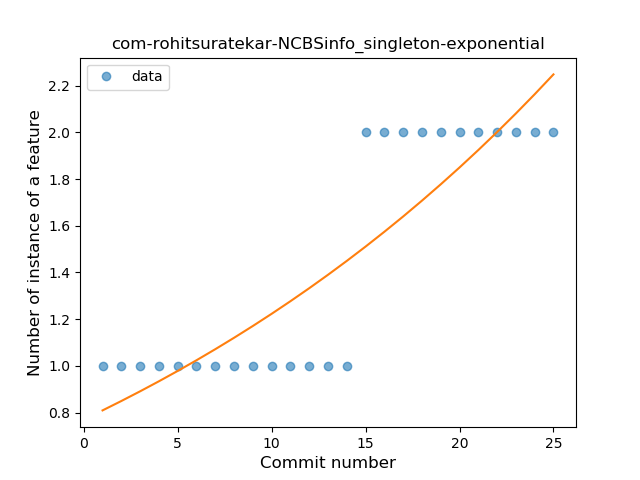 com-rohitsuratekar-NCBSinfo_singleton-exponential
data
Number of instance of a feature
2.2
2.0
1.8
1.6
1.4
1.2
1.0
0.8
0 5 10 15 20 25
Commit number